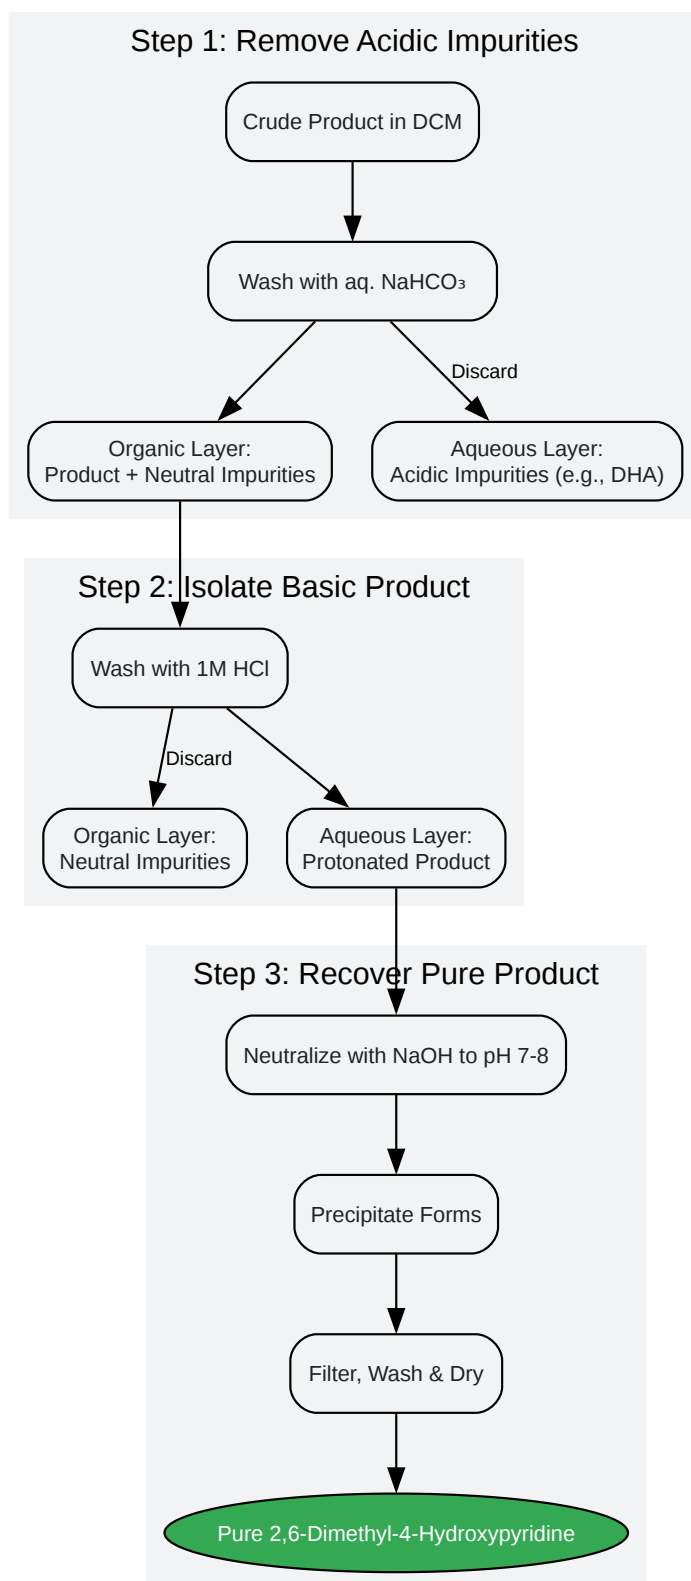 Step 1: Remove Acidic Impurities
Crude Product in DCM
Wash with aq. NaHCO₃
Discard
Organic Layer:
Product + Neutral Impurities
Aqueous Layer:
Acidic Impurities (e.g., DHA)
Step 2: Isolate Basic Product
Wash with 1M HCl
Discard
Organic Layer:
Neutral Impurities
Aqueous Layer:
Protonated Product
Step 3: Recover Pure Product
Neutralize with NaOH to pH 7-8
Precipitate Forms
Filter, Wash & Dry
Pure 2,6-Dimethyl-4-Hydroxypyridine